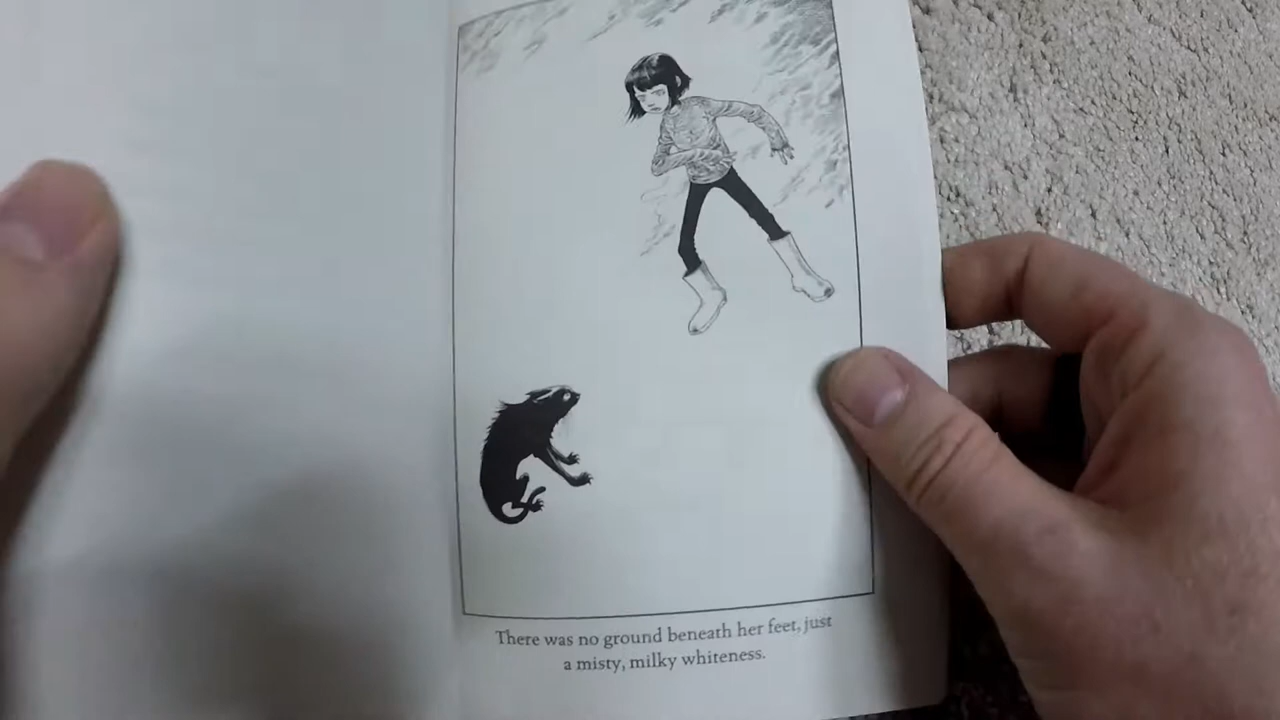 There was no ground beneath her feet, just
a misty, milky whiteness.